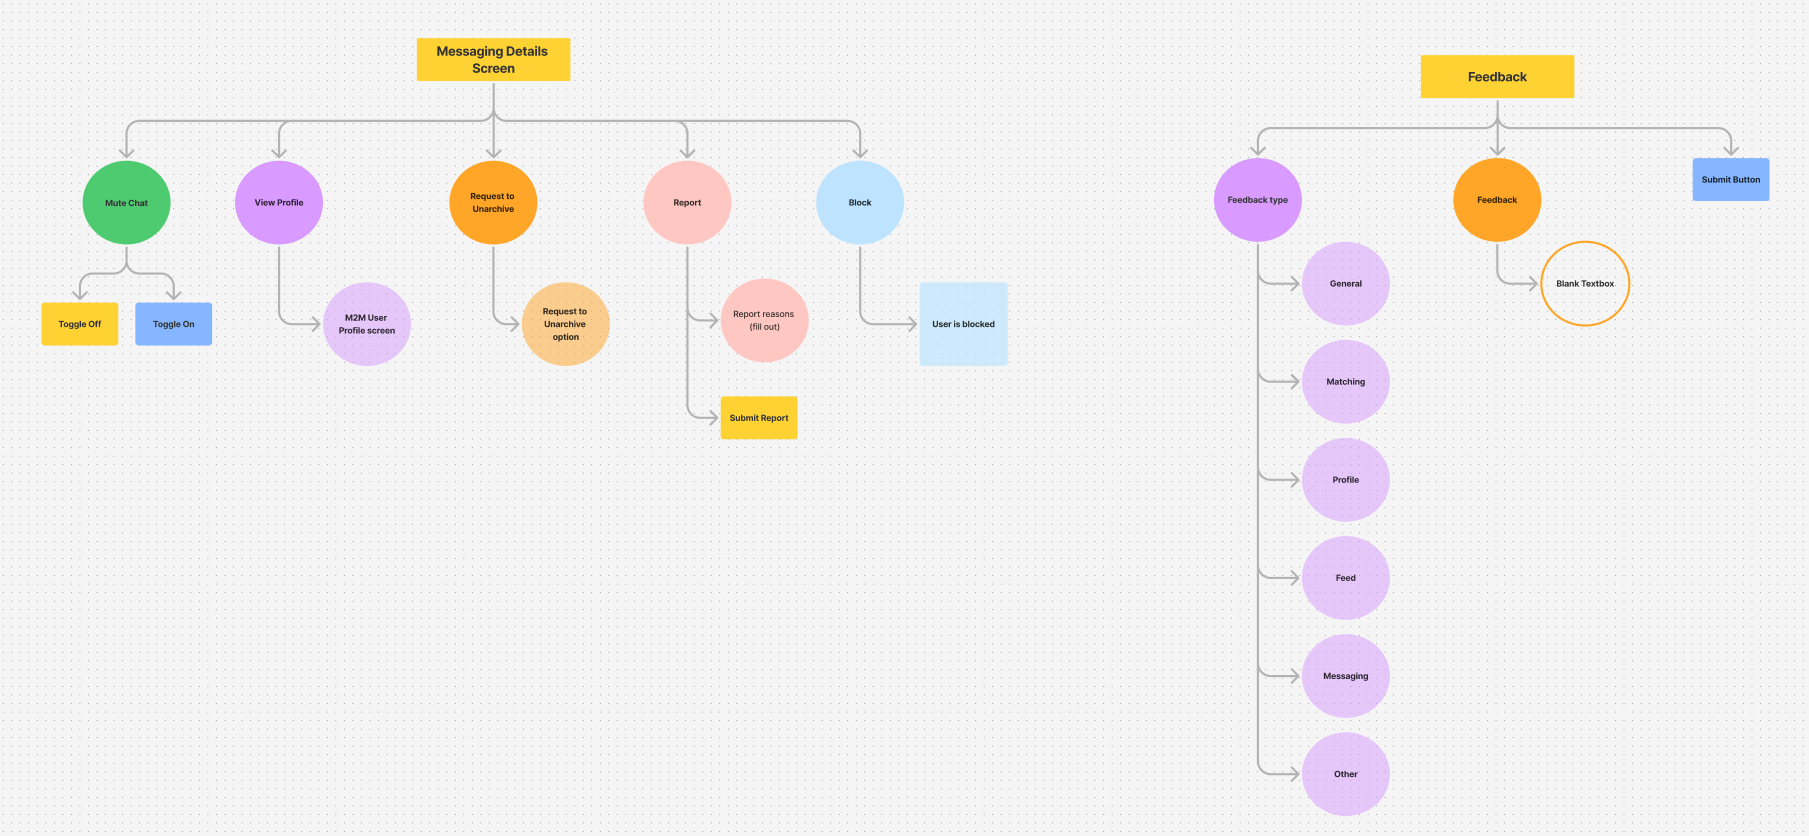 Messaging Details
Screen
Feedback
Mute Chat
View Profile
Request to
Unarchive
Report
Block
Feedback type
Feedback
Submit Button
Toggle Off
Toggle On
M2M User
Profile screen
Request to
Unarchive
option
Report reasons
(fill out)
Submit Report
User is blocked
General
Blank Textbox
Matching
Profile
Feed
Messaging
Other